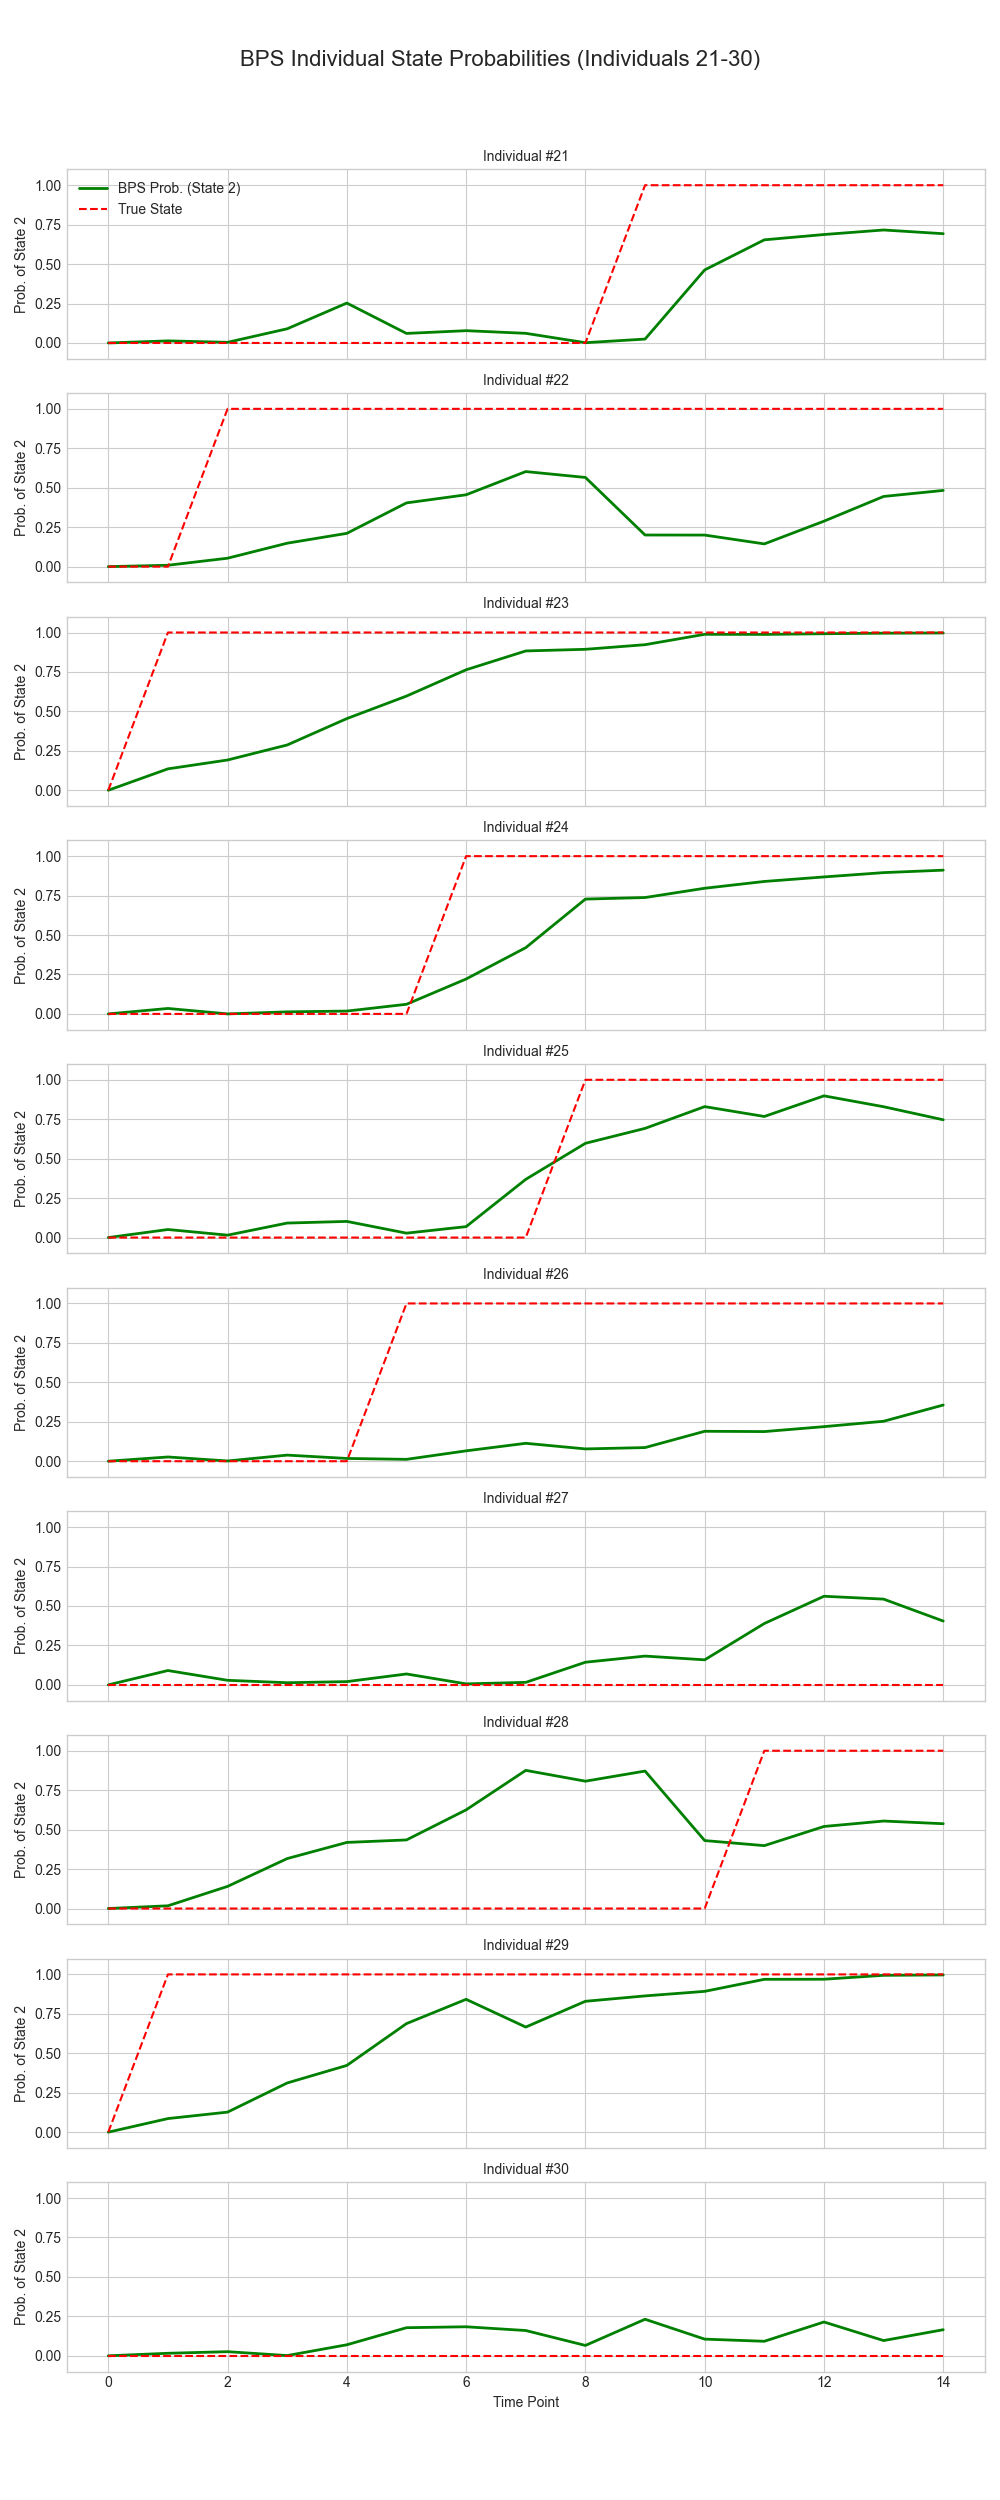 BPS Individual State Probabilities (Individuals 21-30)
Individual #21
BPS Prob. (State 2)
True State
Prob. of State 2
1.00
0.75
0.50
0.25
0.00
Individual #22
Prob. of State 2
1.00
0.75
0.50
0.25
0.00
Individual #23
Prob. of State 2
1.00
0.75
0.50
0.25
0.00
Individual #24
Prob. of State 2
1.00
0.75
0.50
0.25
0.00
Individual #25
Prob. of State 2
1.00
0.75
0.50
0.25
0.00
Individual #26
Prob. of State 2
1.00
0.75
0.50
0.25
0.00
Individual #27
Prob. of State 2
1.00
0.75
0.50
0.25
0.00
Individual #28
Prob. of State 2
1.00
0.75
0.50
0.25
0.00
Individual #29
Prob. of State 2
1.00
0.75
0.50
0.25
0.00
Individual #30
Prob. of State 2
1.00
0.75
0.50
0.25
0.00
0 2 4 6 8 10 12 14
Time Point